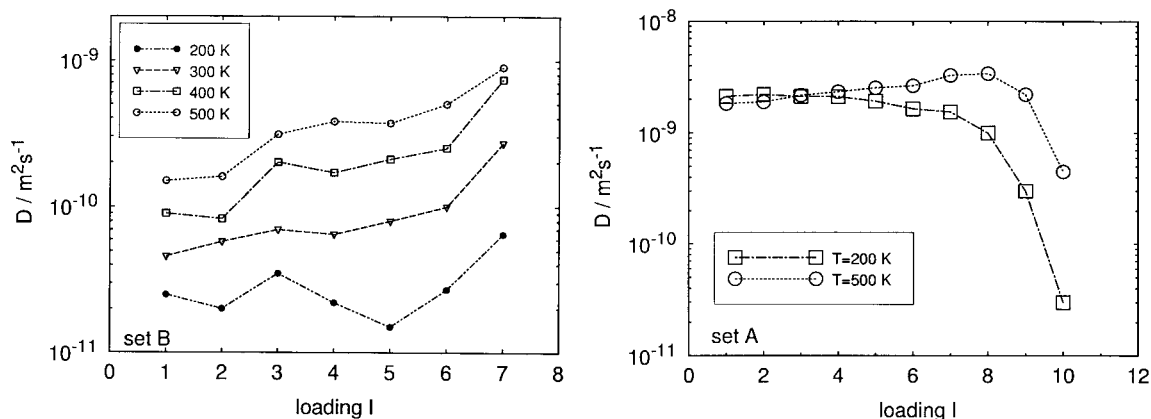 10⁻⁹
10⁻¹⁰
10⁻¹¹
D / m²s⁻¹
200 K
300 K
400 K
500 K
set B
0 1 2 3 4 5 6 7 8
loading I
10⁻⁸
10⁻⁹
10⁻¹⁰
10⁻¹¹
D / m²s⁻¹
T=200 K
T=500 K
set A
0 2 4 6 8 10 12
loading I